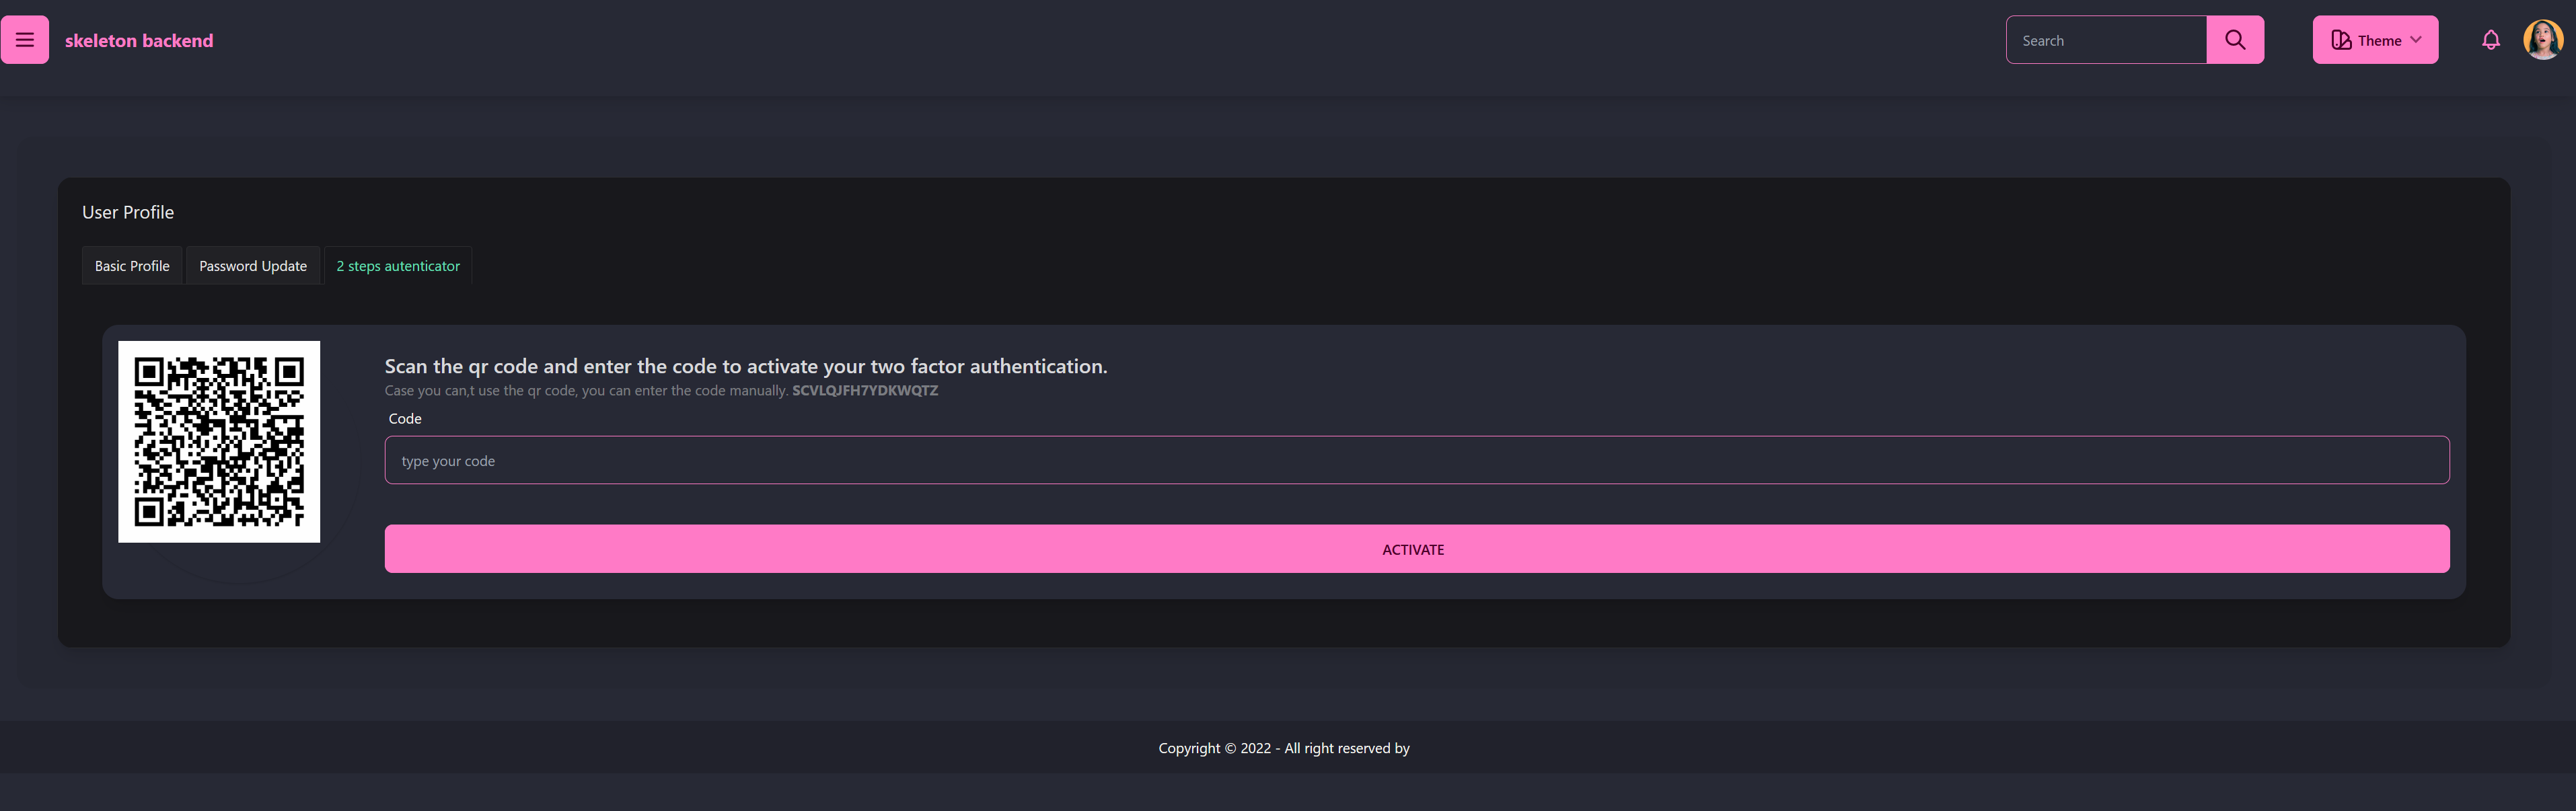 skeleton backend
Search
Theme
User Profile
Basic Profile
Password Update
2 steps autenticator
Scan the qr code and enter the code to activate your two factor authentication.
Case you can,t use the qr code, you can enter the code manually. SCVLQJFH7YDKWQTZ
Code
type your code
ACTIVATE
Copyright © 2022 - All right reserved by